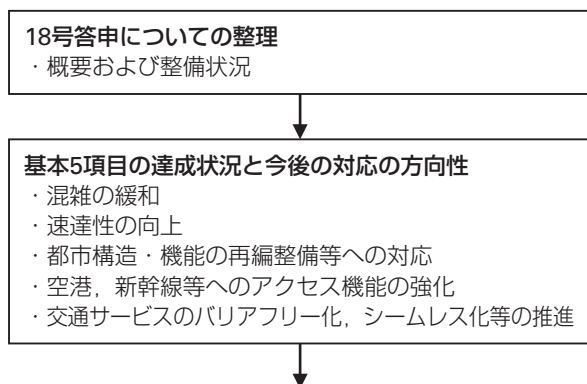 18号答申についての整理
・概要および整備状況
基本5項目の達成状況と今後の対応の方向性
・混雑の緩和
・速達性の向上
・都市構造・機能の再編整備等への対応
・空港，新幹線等へのアクセス機能の強化
・交通サービスのバリアフリー化，シームレス化等の推進